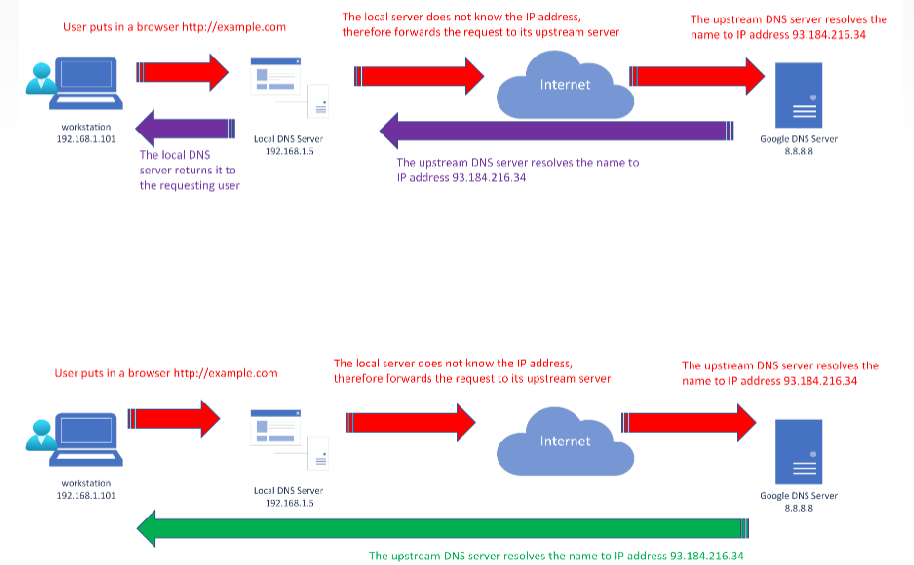 User puts in a browser http://example.com
The local server does not know the IP address,
therefore forwards the request to its upstream server
The upstream DNS server resolves the
name to IP address 93.184.216.34
Internet
workstation
192.168.1.101
Local DNS Server
192.168.1.5
Google DNS Server
8.8.8.8
The local DNS
server returns it to
the requesting user
The upstream DNS server resolves the name to
IP address 93.184.216.34
User puts in a browser http://example.com
The local server does not know the IP address,
therefore forwards the request to its upstream server
The upstream DNS server resolves the
name to IP address 93.184.216.34
Internet
workstation
192.168.1.101
Local DNS Server
192.168.1.5
Google DNS Server
8.8.8.8
The upstream DNS server resolves the name to IP address 93.184.216.34